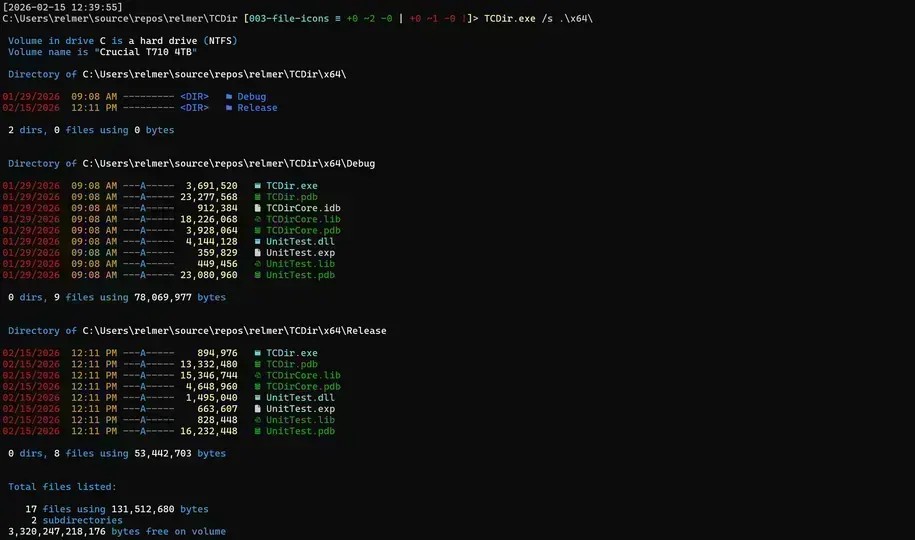 [2026-02-15 12:39:55]
C:\Users\relmer\source\repos\relmer\TCDir [003-file-icons ≡ +0 ~2 -0 | +0 ~1 -0 !]> TCDir.exe /s .\x64\
Volume in drive C is a hard drive (NTFS)
Volume name is "Crucial T710 4TB"
Directory of C:\Users\relmer\source\repos\relmer\TCDir\x64\
01/29/2026  09:08 AM --------- <DIR>  Debug
02/15/2026  12:11 PM --------- <DIR>  Release
2 dirs, 0 files using 0 bytes
Directory of C:\Users\relmer\source\repos\relmer\TCDir\x64\Debug
01/29/2026  09:08 AM ---A-----  3,691,520  TCDir.exe
01/29/2026  09:08 AM ---A----- 23,277,568  TCDir.pdb
01/29/2026  09:08 AM ---A-----    912,384  TCDirCore.idb
01/29/2026  09:08 AM ---A----- 18,226,068  TCDirCore.lib
01/29/2026  09:08 AM ---A-----  3,928,064  TCDirCore.pdb
01/29/2026  09:08 AM ---A-----  4,144,128  UnitTest.dll
01/29/2026  09:08 AM ---A-----    359,829  UnitTest.exp
01/29/2026  09:08 AM ---A-----    449,456  UnitTest.lib
01/29/2026  09:08 AM ---A----- 23,080,960  UnitTest.pdb
0 dirs, 9 files using 78,069,977 bytes
Directory of C:\Users\relmer\source\repos\relmer\TCDir\x64\Release
02/15/2026  12:11 PM ---A-----    894,976  TCDir.exe
02/15/2026  12:11 PM ---A----- 13,332,480  TCDir.pdb
02/15/2026  12:11 PM ---A----- 15,346,744  TCDirCore.lib
02/15/2026  12:11 PM ---A-----  4,648,960  TCDirCore.pdb
02/15/2026  12:11 PM ---A-----  1,495,040  UnitTest.dll
02/15/2026  12:11 PM ---A-----    663,607  UnitTest.exp
02/15/2026  12:11 PM ---A-----    828,448  UnitTest.lib
02/15/2026  12:11 PM ---A----- 16,232,448  UnitTest.pdb
0 dirs, 8 files using 53,442,703 bytes
Total files listed:
17 files using 131,512,680 bytes
2 subdirectories
3,320,247,218,176 bytes free on volume